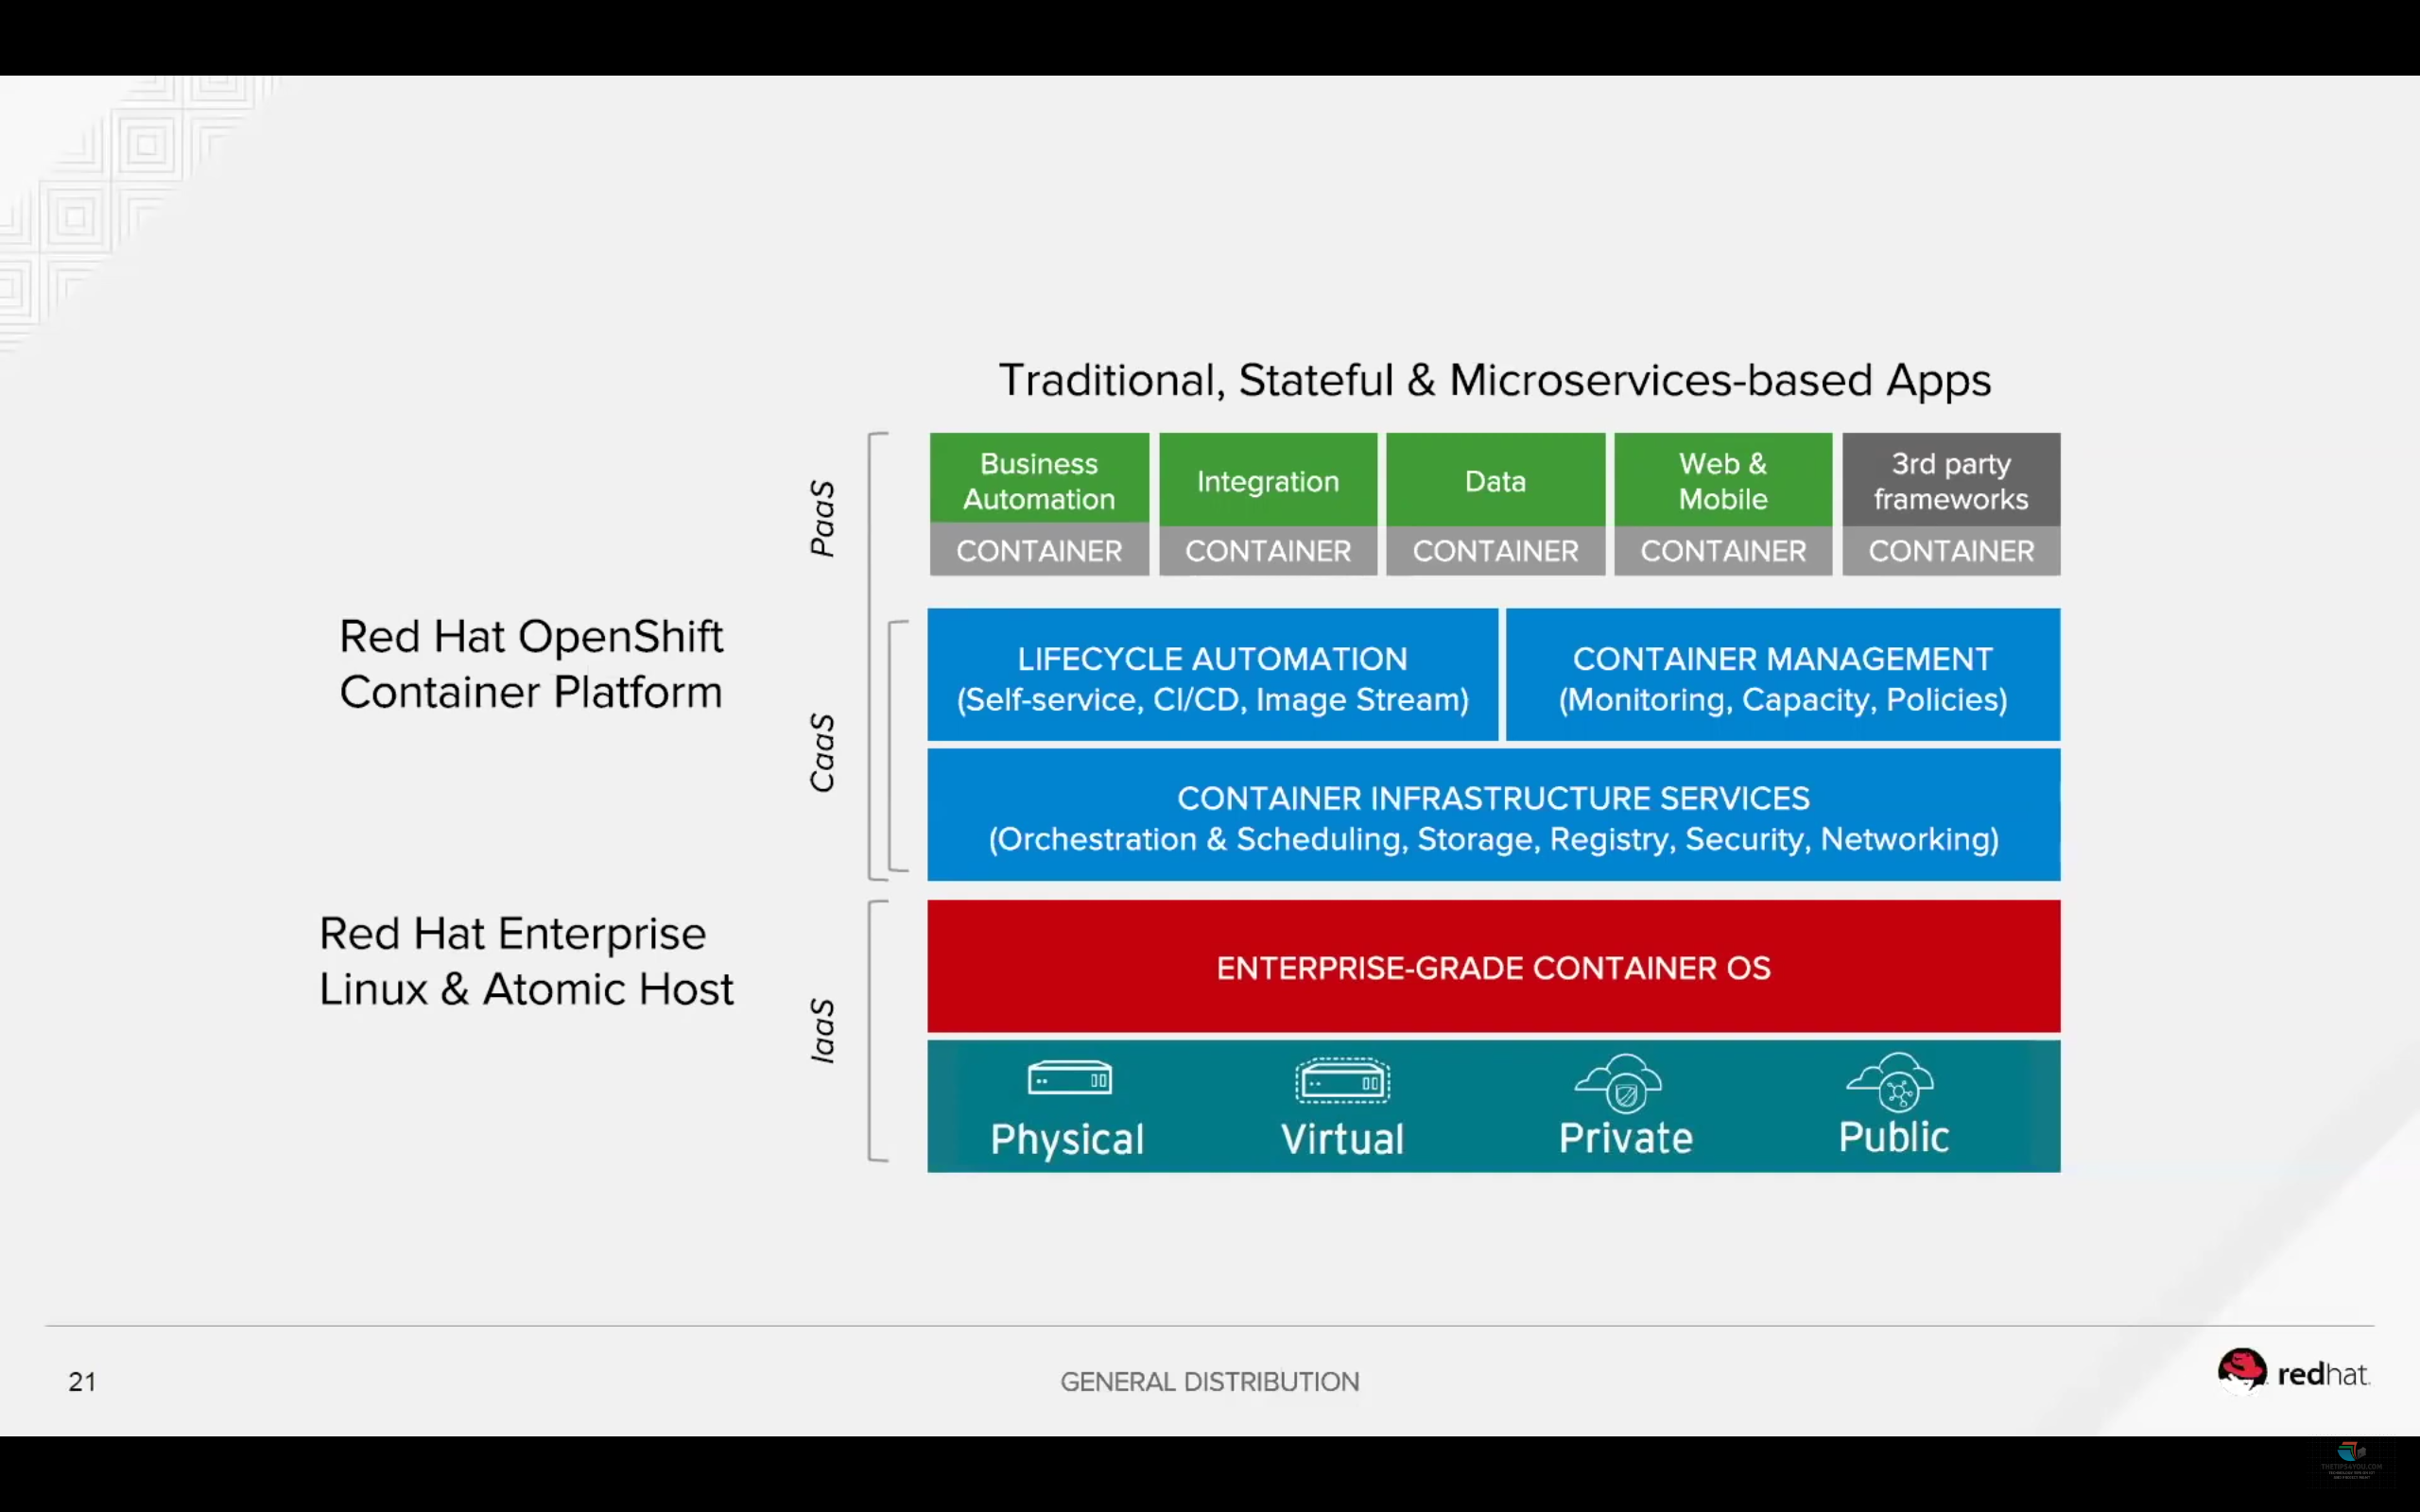 Traditional, Stateful & Microservices-based Apps
PaaS
Business
Automation
CONTAINER
Integration
CONTAINER
Data
CONTAINER
Web &
Mobile
CONTAINER
3rd party
frameworks
CONTAINER
Red Hat OpenShift
Container Platform
CaaS
LIFECYCLE AUTOMATION
(Self-service, CI/CD, Image Stream)
CONTAINER MANAGEMENT
(Monitoring, Capacity, Policies)
CONTAINER INFRASTRUCTURE SERVICES
(Orchestration & Scheduling, Storage, Registry, Security, Networking)
Red Hat Enterprise
Linux & Atomic Host
IaaS
ENTERPRISE-GRADE CONTAINER OS
Physical
Virtual
Private
Public
21
GENERAL DISTRIBUTION
redhat.
THETIPS4YOU.COM